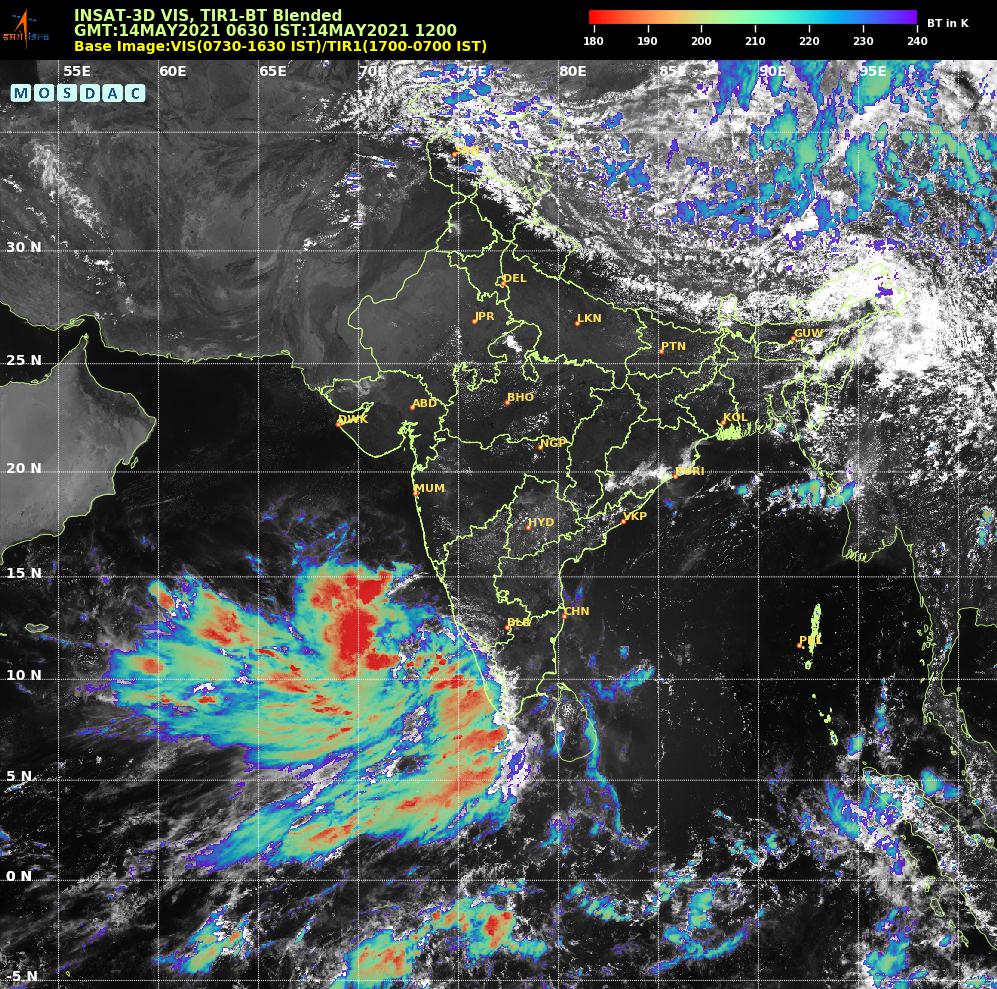 INSAT-3D VIS, TIR1-BT Blended
GMT:14MAY2021 0630 IST:14MAY2021 1200
Base Image:VIS(0730-1630 IST)/TIR1(1700-0700 IST)
BT in K
180 190 200 210 220 230 240
55E 60E 65E 70E 75E 80E 85E 90E 95E
MOSDAC
30 N
DEL
JPR LKN
GUW
PTN
25 N
ABD BHO
DWK KOL
NGP
20 N PURI
MUM
HYD VKP
15 N
CHN
BLB
10 N
5 N
0 N
-5 N